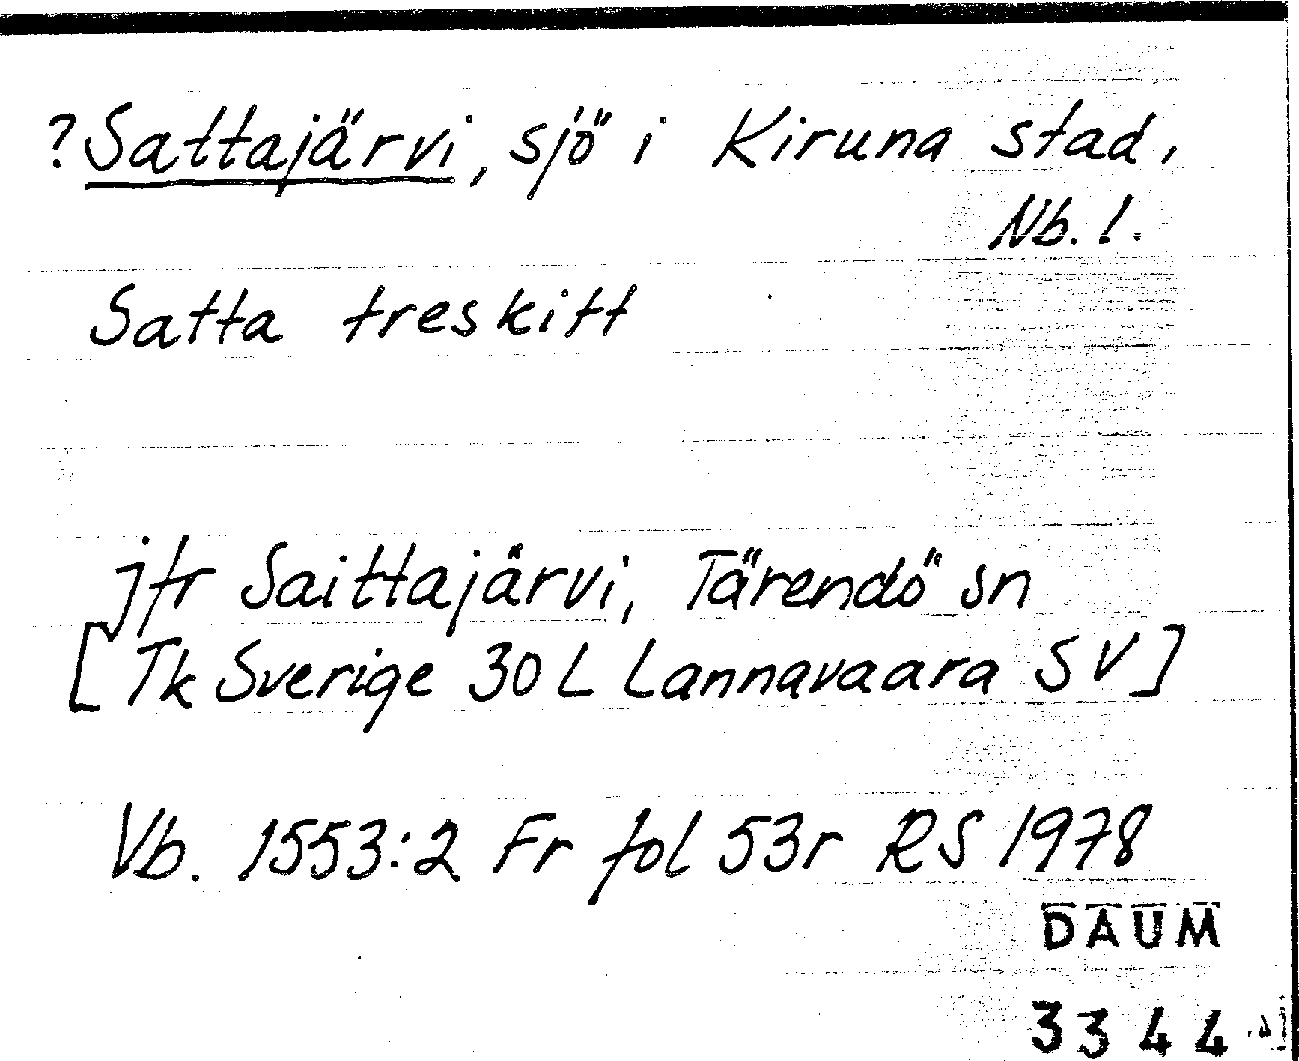 ?Sattajärvi, sjö i Kiruna stad,
Nb. l.
Satta treskitt
jfr Saittajärvi, Tärendö sn
[Tk Sverige 30 L Lannavaara SV]
Vb. 1553:2 Fr fol 53r RS 1978
DAUM
3344